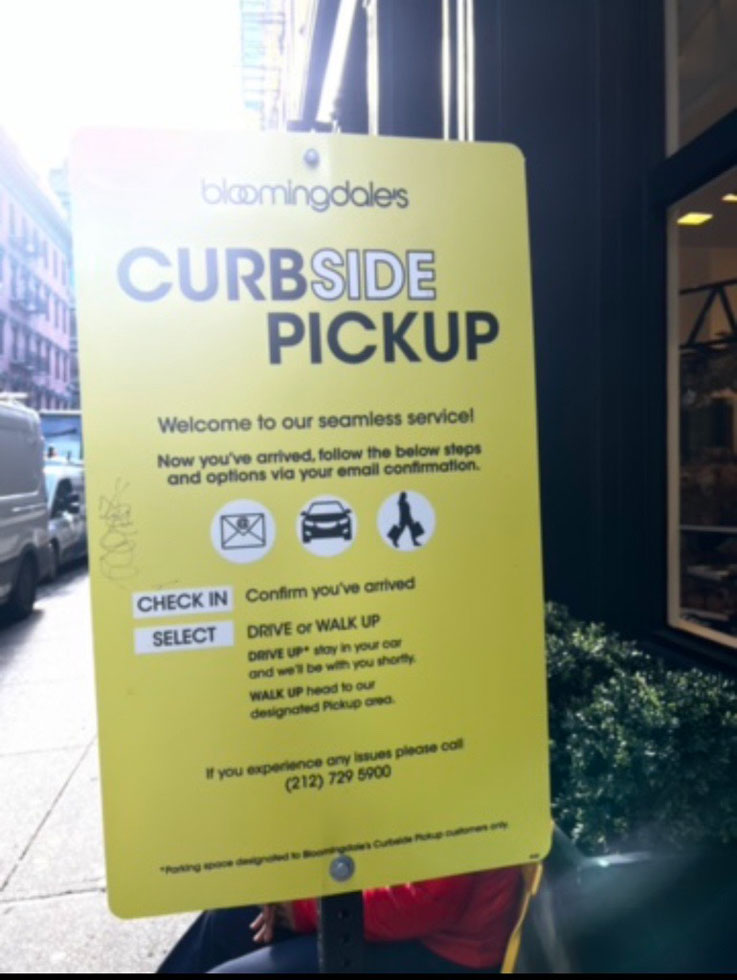 bloomingdale's
CURBSIDE
PICKUP
Welcome to our seamless service!
Now you've arrived, follow the below steps
and options via your email confirmation.
@
CHECK IN Confirm you've arrived
SELECT DRIVE or WALK UP
DRIVE UP* stay in your car
and we'll be with you shortly.
WALK UP head to our
designated Pickup area.
If you experience any issues please call
(212) 729 5900
*Parking space designated to Bloomingdale's Curbside Pickup customers only.